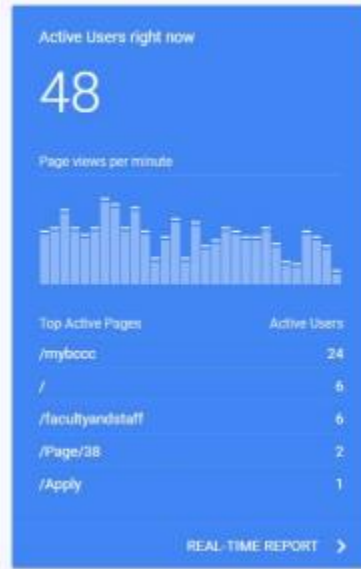 Active Users right now
48
Page views per minute
Top Active Pages Active Users
/mybccc 24
/ 6
/facultyandstaff 6
/Page/38 2
/Apply 1
REAL-TIME REPORT >